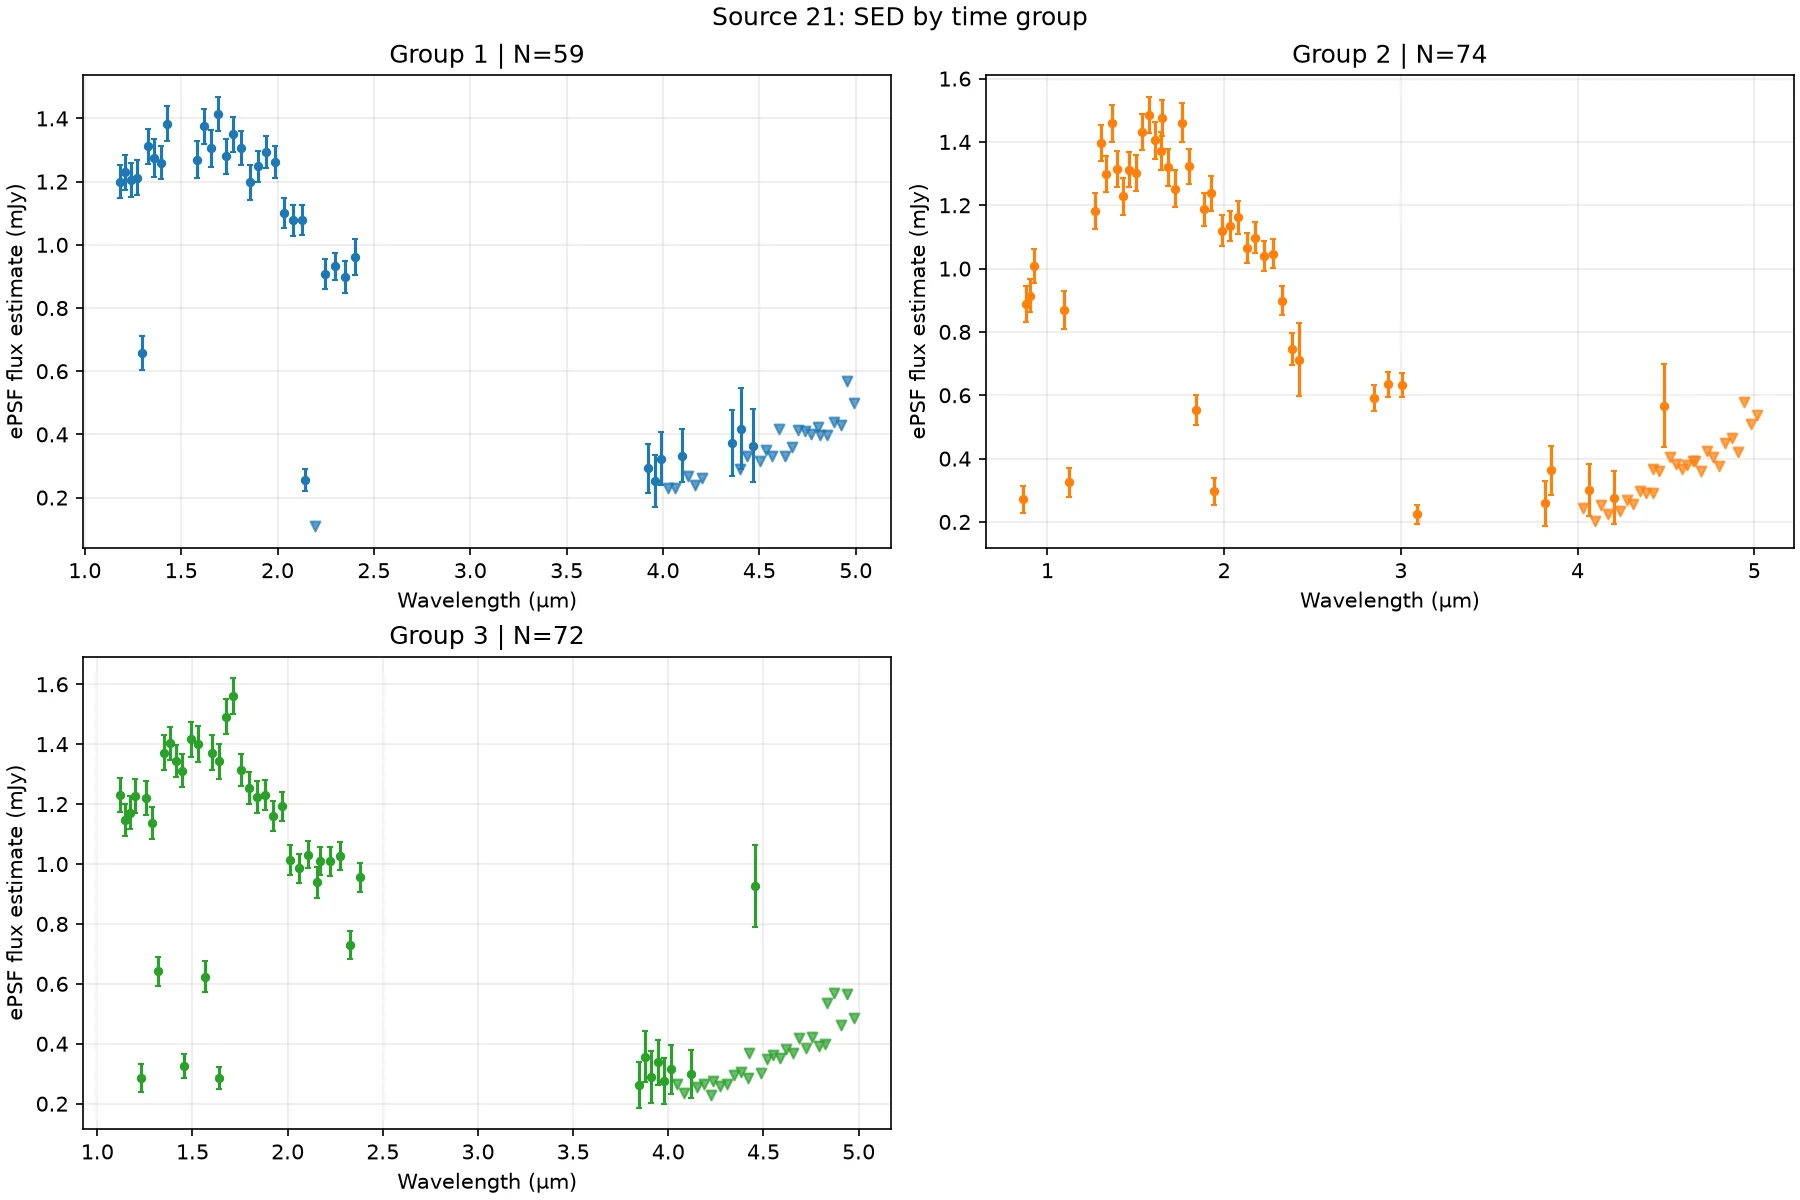 Source 21: SED by time group
Group 1 | N=59
ePSF flux estimate (mJy)
1.4
1.2
1.0
0.8
0.6
0.4
0.2
1.0 1.5 2.0 2.5 3.0 3.5 4.0 4.5 5.0
Wavelength (µm)
Group 2 | N=74
ePSF flux estimate (mJy)
1.6
1.4
1.2
1.0
0.8
0.6
0.4
0.2
1 2 3 4 5
Wavelength (µm)
Group 3 | N=72
ePSF flux estimate (mJy)
1.6
1.4
1.2
1.0
0.8
0.6
0.4
0.2
1.0 1.5 2.0 2.5 3.0 3.5 4.0 4.5 5.0
Wavelength (µm)